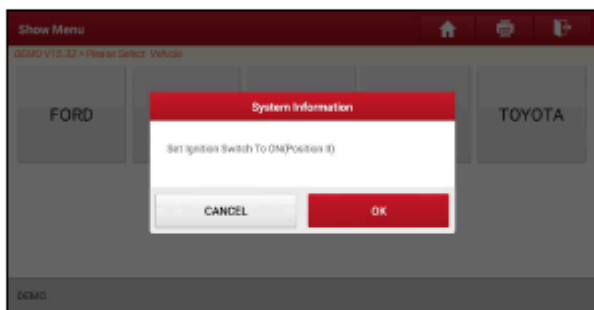 Show Menu
DEMO V15.32 > Please Select Vehicle
FORD
TOYOTA
System Information
Set Ignition Switch To ON(Position II)
CANCEL
OK
DEMO